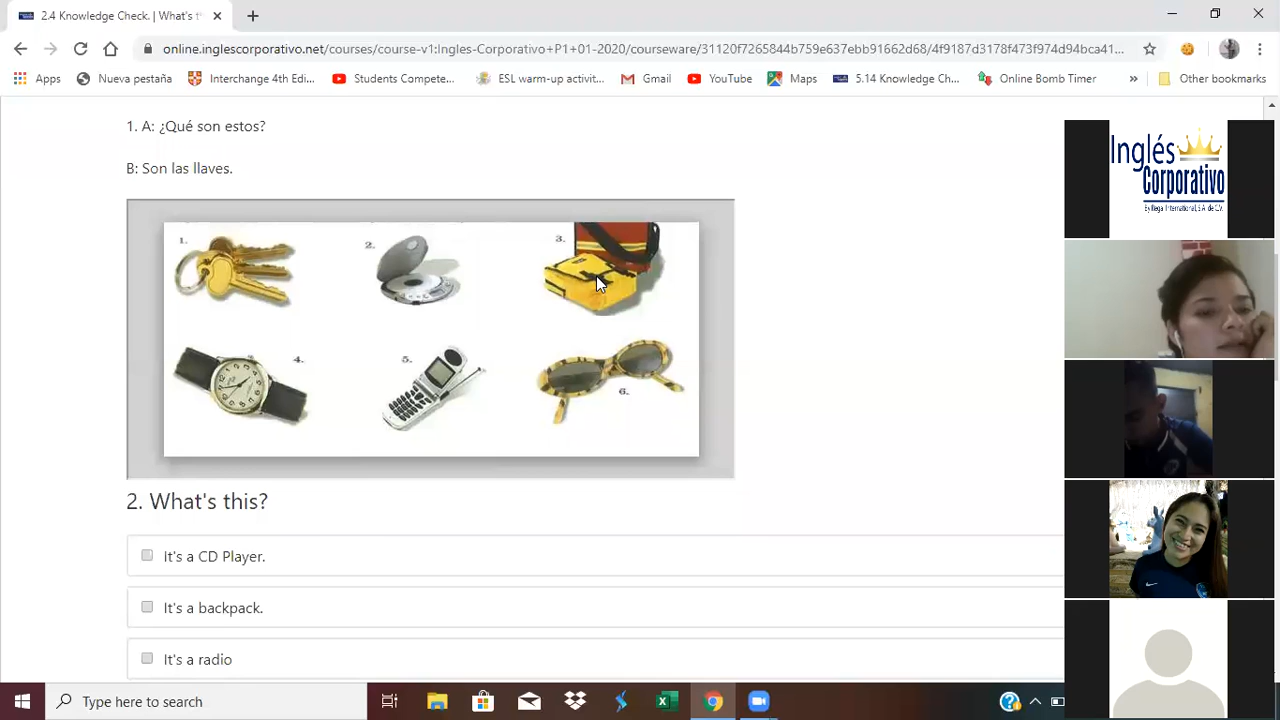 2.4 Knowledge Check. | What's t
online.inglescorporativo.net/courses/course-v1:Ingles-Corporativo+P1+01-2020/courseware/31120f7265844b759e637ebb91662d68/4f9187d3178f473f974d94bca41...
Apps
Nueva pestaña
Interchange 4th Edi...
Students Compete...
ESL warm-up activit...
Gmail
YouTube
Maps
5.14 Knowledge Ch...
Online Bomb Timer
»
Other bookmarks
1. A: ¿Qué son estos?
B: Son las llaves.
1.
2.
3.
4.
5.
6.
2. What's this?
It's a CD Player.
It's a backpack.
It's a radio
Inglés
Corporativo
Type here to search